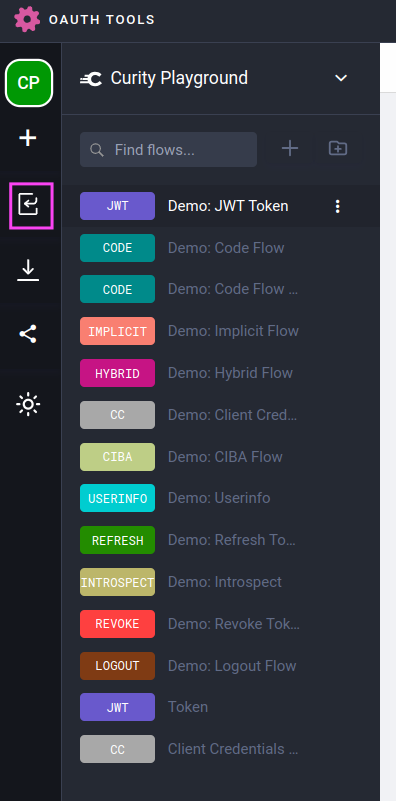 OAUTH TOOLS
CP
Curity Playground
Find flows...
JWT Demo: JWT Token
CODE Demo: Code Flow
CODE Demo: Code Flow ...
IMPLICIT Demo: Implicit Flow
HYBRID Demo: Hybrid Flow
CC Demo: Client Cred...
CIBA Demo: CIBA Flow
USERINFO Demo: Userinfo
REFRESH Demo: Refresh To...
INTROSPECT Demo: Introspect
REVOKE Demo: Revoke Tok...
LOGOUT Demo: Logout Flow
JWT Token
CC Client Credentials ...